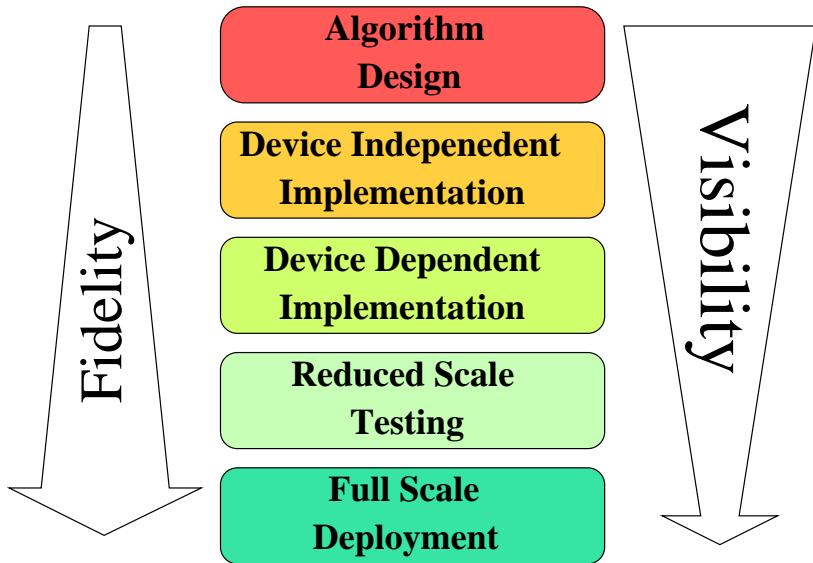 Algorithm
Design
Device Indepenedent
Implementation
Device Dependent
Implementation
Reduced Scale
Testing
Full Scale
Deployment
Fidelity
Visibility